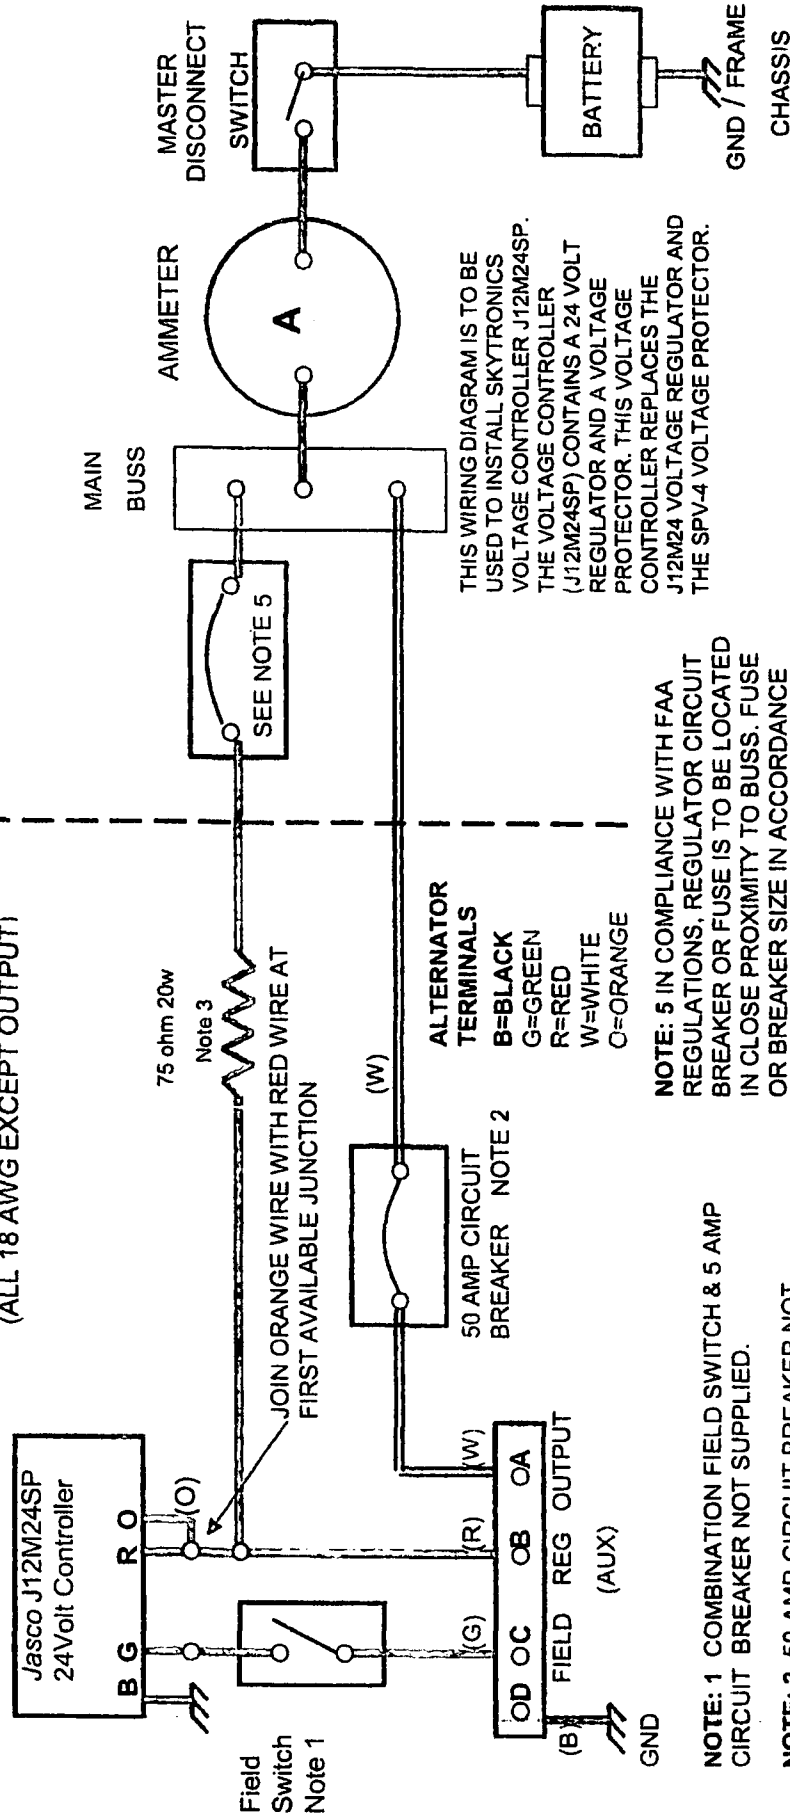 (ALL 18 AWG EXCEPT OUTPUT)
Jasco J12M24SP
24Volt Controller
B G R O
(O)
Field
Switch
Note 1
JOIN ORANGE WIRE WITH RED WIRE AT
FIRST AVAILABLE JUNCTION
75 ohm 20w
Note 3
SEE NOTE 5
MAIN
BUSS
AMMETER
A
MASTER
DISCONNECT
SWITCH
BATTERY
GND / FRAME
CHASSIS
(G) (R) (W)
OD OC OB OA
FIELD REG OUTPUT
(AUX)
(B)
GND
50 AMP CIRCUIT
BREAKER NOTE 2
(W)
ALTERNATOR
TERMINALS
B=BLACK
G=GREEN
R=RED
W=WHITE
O=ORANGE
THIS WIRING DIAGRAM IS TO BE
USED TO INSTALL SKYTRONICS
VOLTAGE CONTROLLER J12M24SP.
THE VOLTAGE CONTROLLER
(J12M24SP) CONTAINS A 24 VOLT
REGULATOR AND A VOLTAGE
PROTECTOR. THIS VOLTAGE
CONTROLLER REPLACES THE
J12M24 VOLTAGE REGULATOR AND
THE SPV-4 VOLTAGE PROTECTOR.
NOTE: 1 COMBINATION FIELD SWITCH & 5 AMP
CIRCUIT BREAKER NOT SUPPLIED.
NOTE: 2 50 AMP CIRCUIT BREAKER NOT
NOTE: 5 IN COMPLIANCE WITH FAA
REGULATIONS, REGULATOR CIRCUIT
BREAKER OR FUSE IS TO BE LOCATED
IN CLOSE PROXIMITY TO BUSS. FUSE
OR BREAKER SIZE IN ACCORDANCE